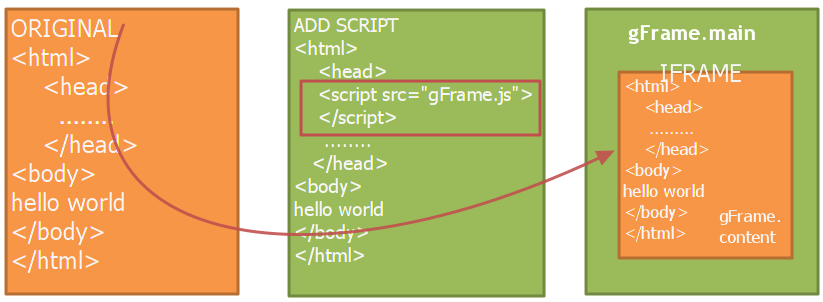 ORIGINAL
<html>
<head>
........
</head>
<body>
hello world
</body>
</html>
ADD SCRIPT
<html>
<head>
<script src="gFrame.js">
</script>
........
</head>
<body>
hello world
</body>
</html>
gFrame.main
IFRAME
<html>
<head>
.........
</head>
<body>
hello world
</body>
</html>
gFrame.
content